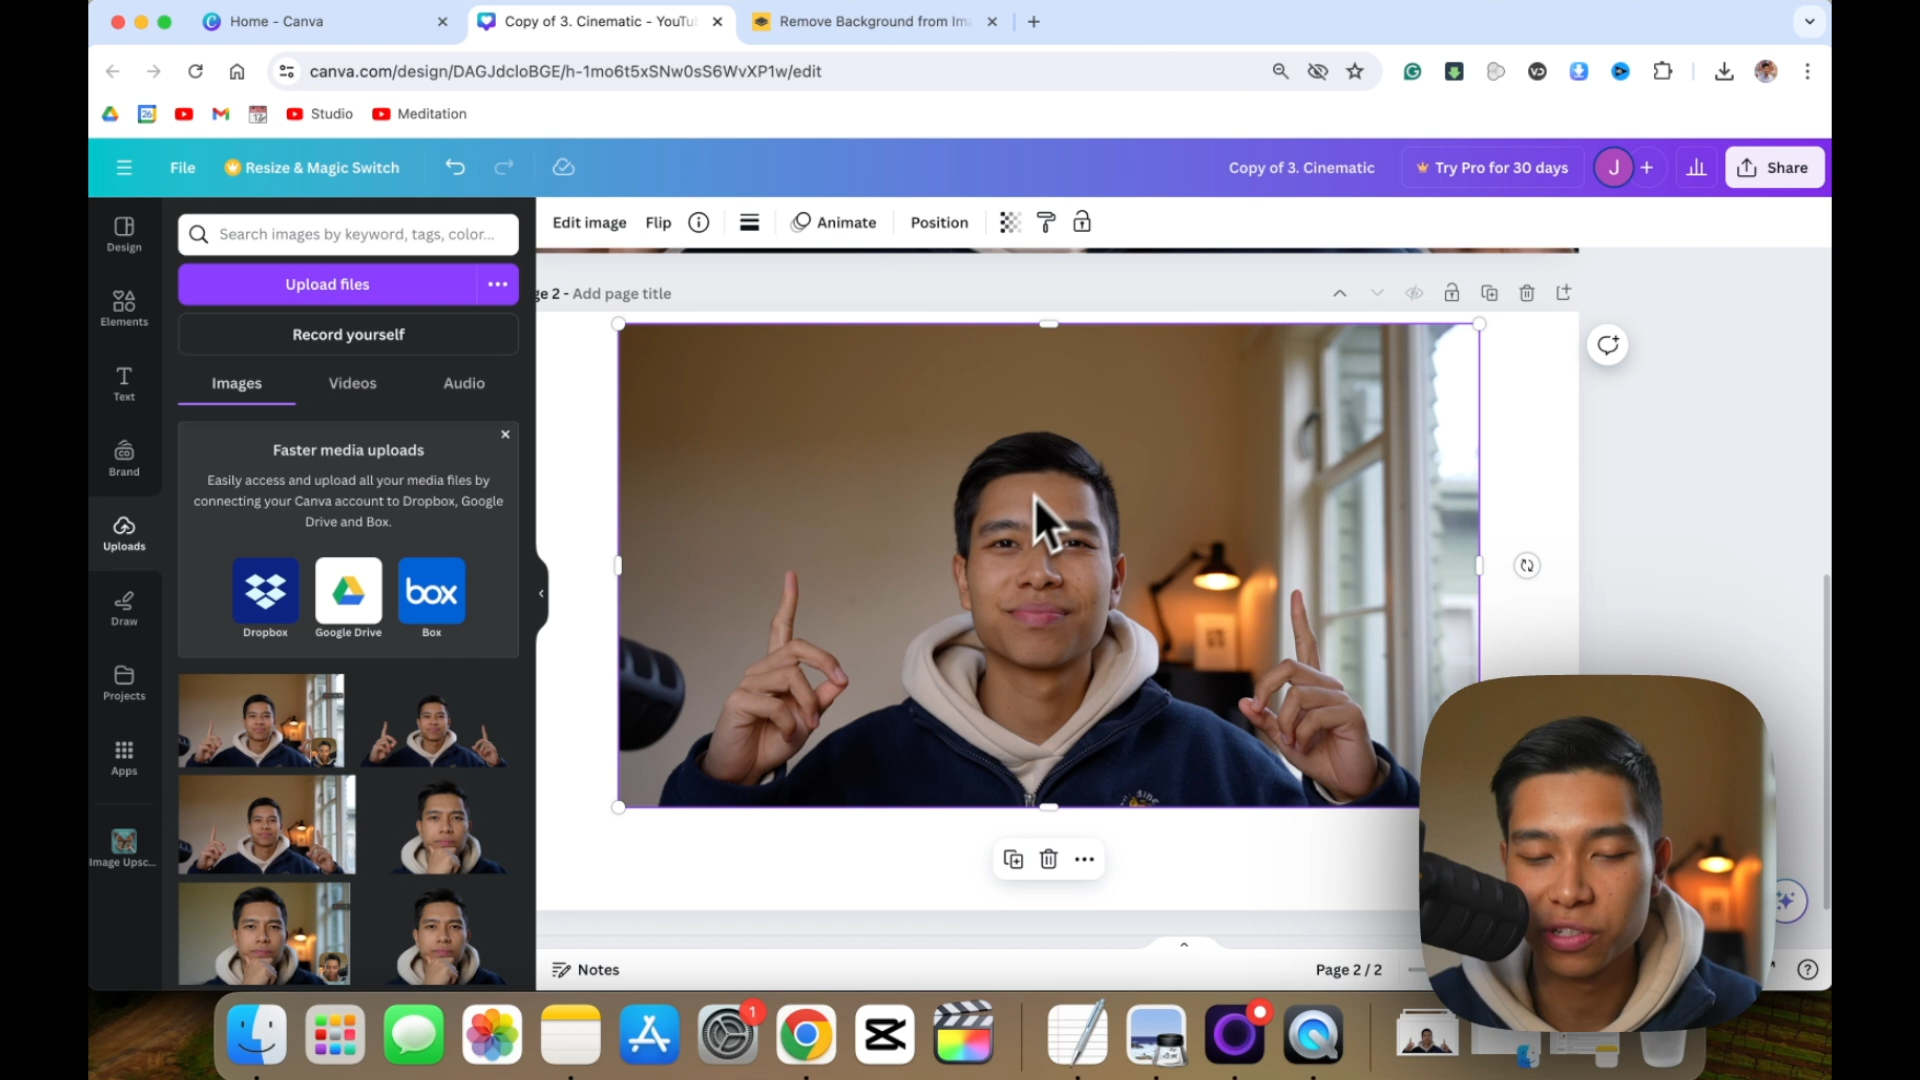 Home - Canva
Copy of 3. Cinematic - YouTu
Remove Background from Ima
canva.com/design/DAGJdcloBGE/h-1mo6t5xSNw0sS6WvXP1w/edit
Studio
Meditation
File
Resize & Magic Switch
Copy of 3. Cinematic
Try Pro for 30 days
J
Share
Design
Elements
Text
Brand
Uploads
Draw
Projects
Apps
Image Upsc...
Search images by keyword, tags, color...
Upload files
Record yourself
Images
Videos
Audio
Faster media uploads
Easily access and upload all your media files by
connecting your Canva account to Dropbox, Google
Drive and Box.
box
Dropbox
Google Drive
Box
Edit image
Flip
Animate
Position
ge 2 - Add page title
Notes
Page 2 / 2
1